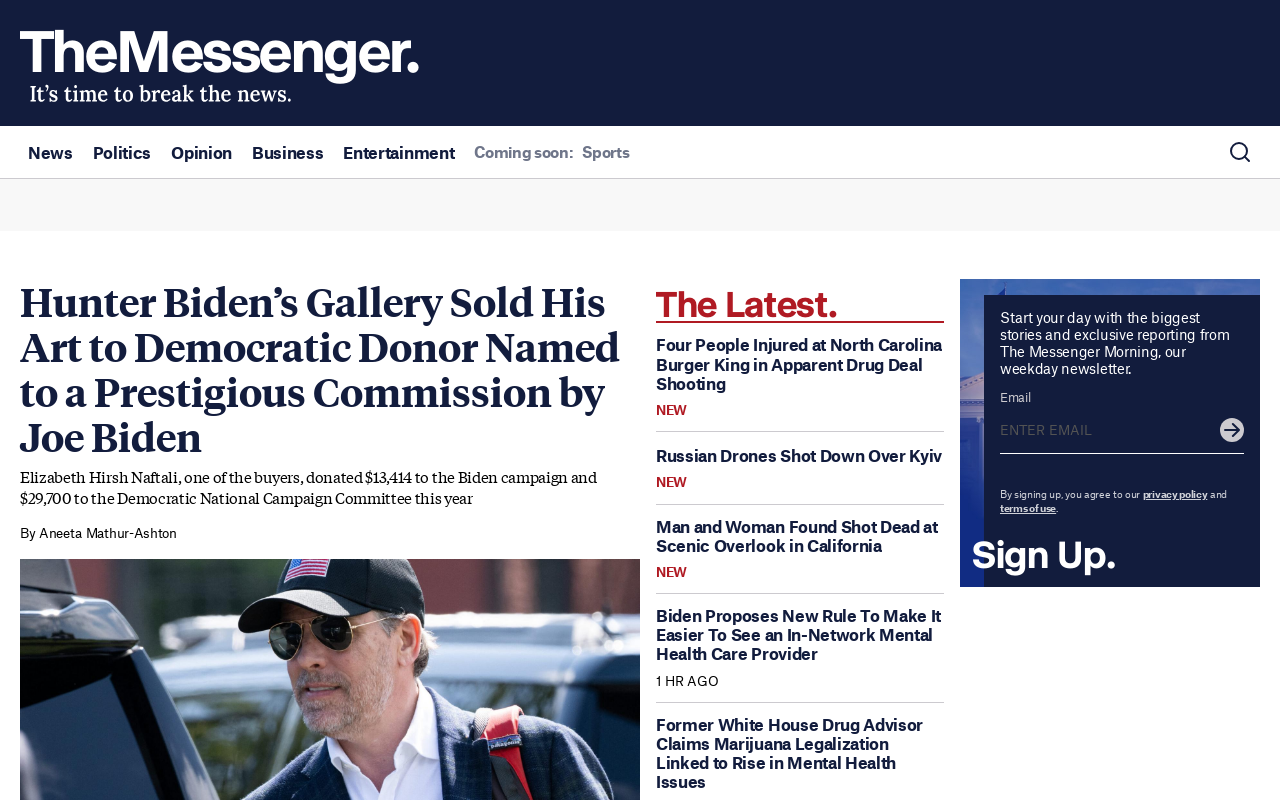 TheMessenger.
It's time to break the news.
News Politics Opinion Business Entertainment Coming soon: Sports
Hunter Biden's Gallery Sold His
Art to Democratic Donor Named
to a Prestigious Commission by
Joe Biden
Elizabeth Hirsh Naftali, one of the buyers, donated $13,414 to the Biden campaign and
$29,700 to the Democratic National Campaign Committee this year
By Aneeta Mathur-Ashton
The Latest.
Four People Injured at North Carolina
Burger King in Apparent Drug Deal
Shooting
NEW
Russian Drones Shot Down Over Kyiv
NEW
Man and Woman Found Shot Dead at
Scenic Overlook in California
NEW
Biden Proposes New Rule To Make It
Easier To See an In-Network Mental
Health Care Provider
1 HR AGO
Former White House Drug Advisor
Claims Marijuana Legalization
Linked to Rise in Mental Health
Issues
Start your day with the biggest
stories and exclusive reporting from
The Messenger Morning, our
weekday newsletter.
Email
ENTER EMAIL
By signing up, you agree to our privacy policy and
terms of use.
Sign Up.